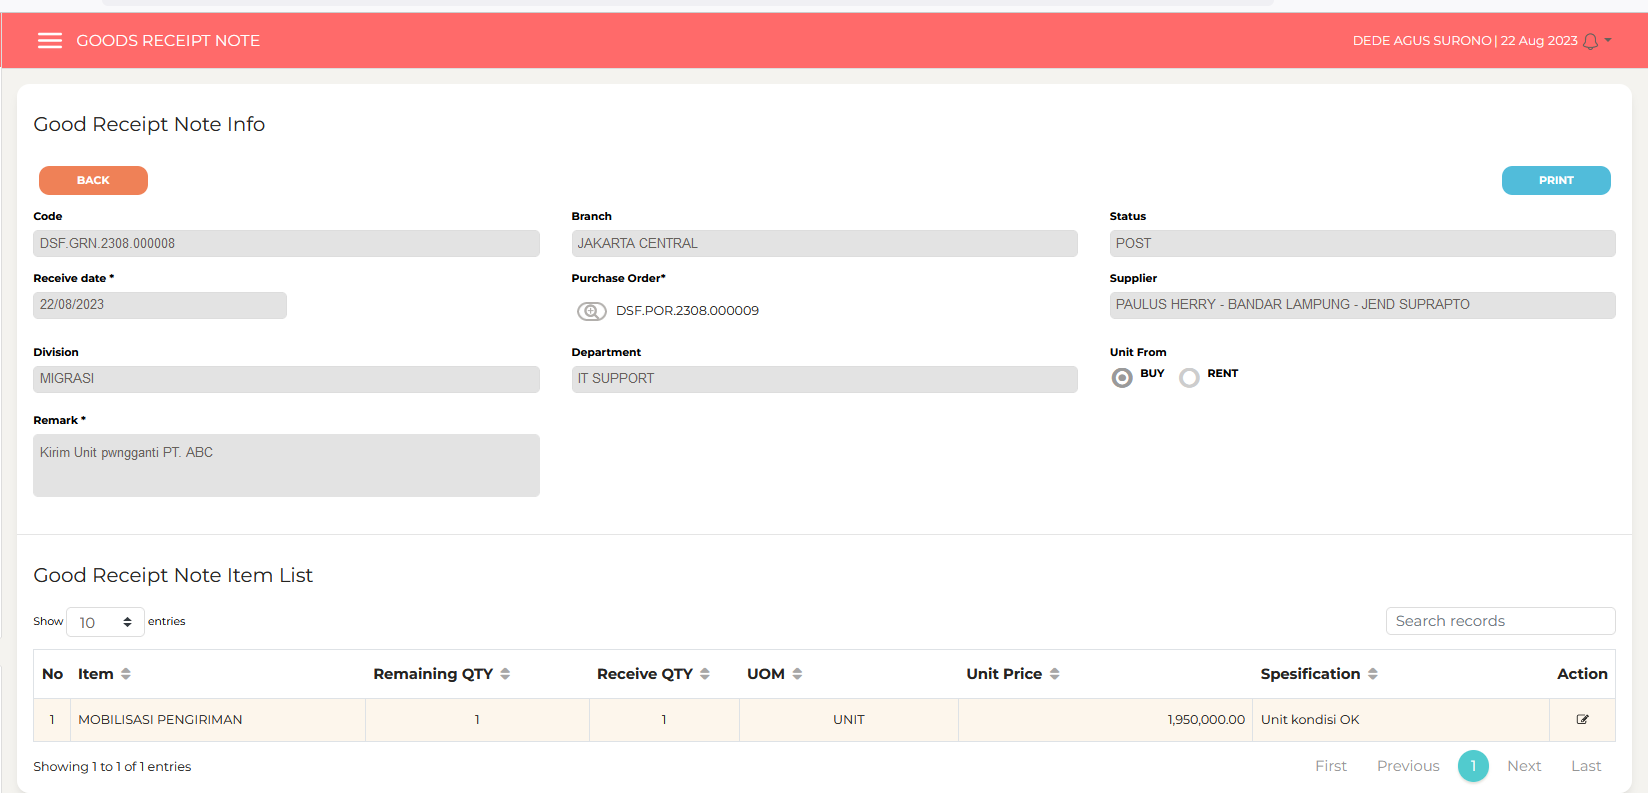 GOODS RECEIPT NOTE
DEDE AGUS SURONO | 22 Aug 2023
Good Receipt Note Info
BACK
PRINT
Code
Branch
Status
DSF.GRN.2308.000008
JAKARTA CENTRAL
POST
Receive date *
Purchase Order*
Supplier
22/08/2023
DSF.POR.2308.000009
PAULUS HERRY - BANDAR LAMPUNG - JEND SUPRAPTO
Division
Department
Unit From
MIGRASI
IT SUPPORT
BUY
RENT
Remark *
Kirim Unit pwngganti PT. ABC
Good Receipt Note Item List
Show 10 entries
Search records
No Item Remaining QTY Receive QTY UOM Unit Price Spesification Action
1 MOBILISASI PENGIRIMAN 1 1 UNIT 1,950,000.00 Unit kondisi OK
Showing 1 to 1 of 1 entries
First Previous 1 Next Last